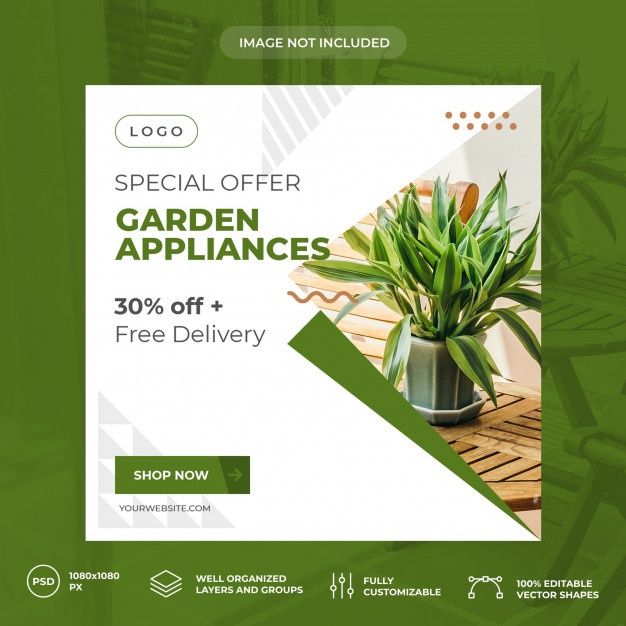 IMAGE NOT INCLUDED
LOGO
SPECIAL OFFER
GARDEN
APPLIANCES
30% off +
Free Delivery
SHOP NOW
YOURWEBSITE.COM
PSD
1080x1080
PX
WELL ORGANIZED
LAYERS AND GROUPS
FULLY
CUSTOMIZABLE
100% EDITABLE
VECTOR SHAPES